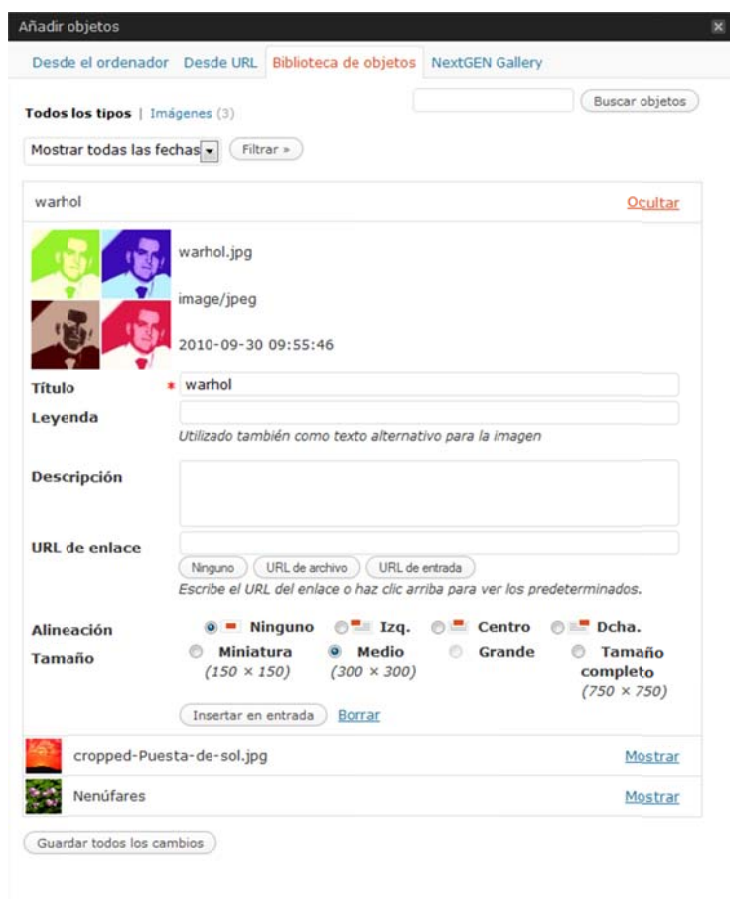 Añadir objetos
Desde el ordenador Desde URL Biblioteca de objetos NextGEN Gallery
Todos los tipos | Imágenes (3) Buscar objetos
Mostrar todas las fechas Filtrar »
warhol Ocultar
warhol.jpg
image/jpeg
2010-09-30 09:55:46
Título * warhol
Leyenda
Utilizado también como texto alternativo para la imagen
Descripción
URL de enlace
Ninguno URL de archivo URL de entrada
Escribe el URL del enlace o haz clic arriba para ver los predeterminados.
Alineación Ninguno Izq. Centro Dcha.
Tamaño Miniatura Medio Grande Tamaño
(150 × 150) (300 × 300) completo
(750 × 750)
Insertar en entrada Borrar
cropped-Puesta-de-sol.jpg Mostrar
Nenúfares Mostrar
Guardar todos los cambios